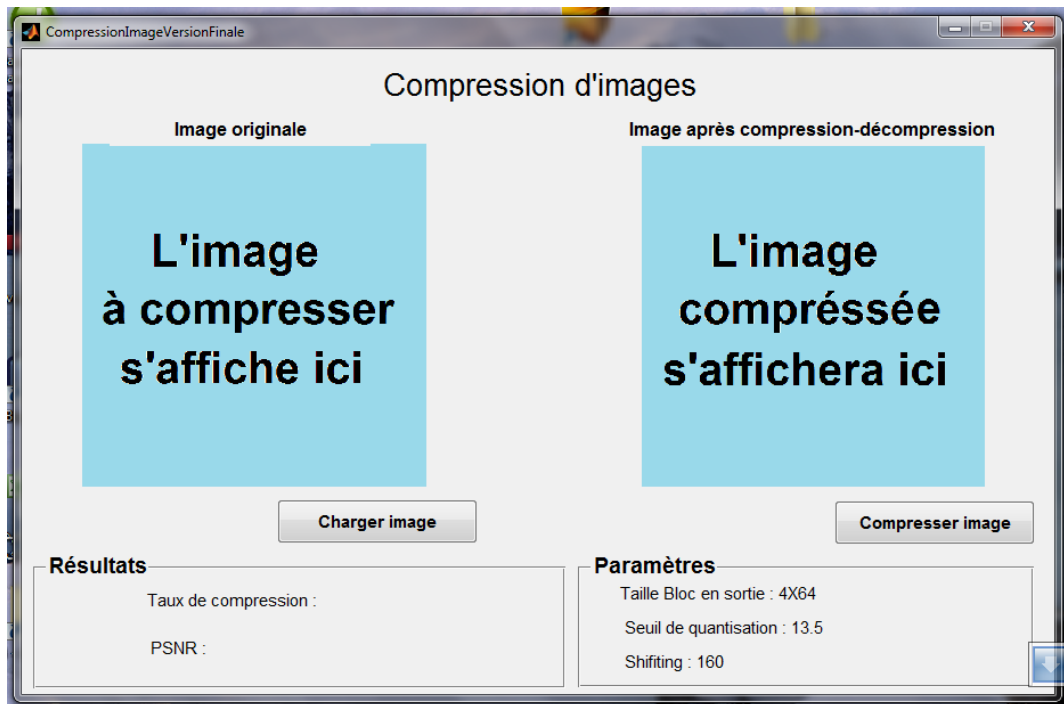 CompressionImageVersionFinale
Compression d'images
Image originale
Image après compression-décompression
L'image
à compresser
s'affiche ici
L'image
compréssée
s'affichera ici
Charger image
Compresser image
Résultats
Taux de compression :
PSNR :
Paramètres
Taille Bloc en sortie : 4X64
Seuil de quantisation : 13.5
Shifiting : 160